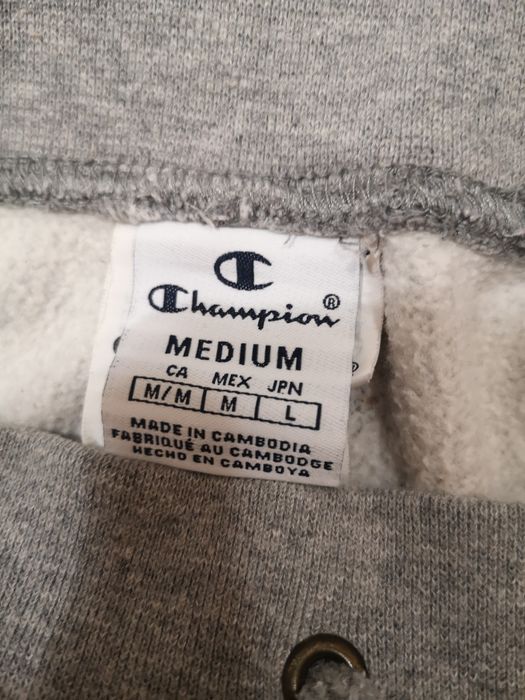 Champion®
MEDIUM
CA MEX JPN
M/M M L
MADE IN CAMBODIA
FABRIQUÉ AU CAMBODGE
HECHO EN CAMBOYA